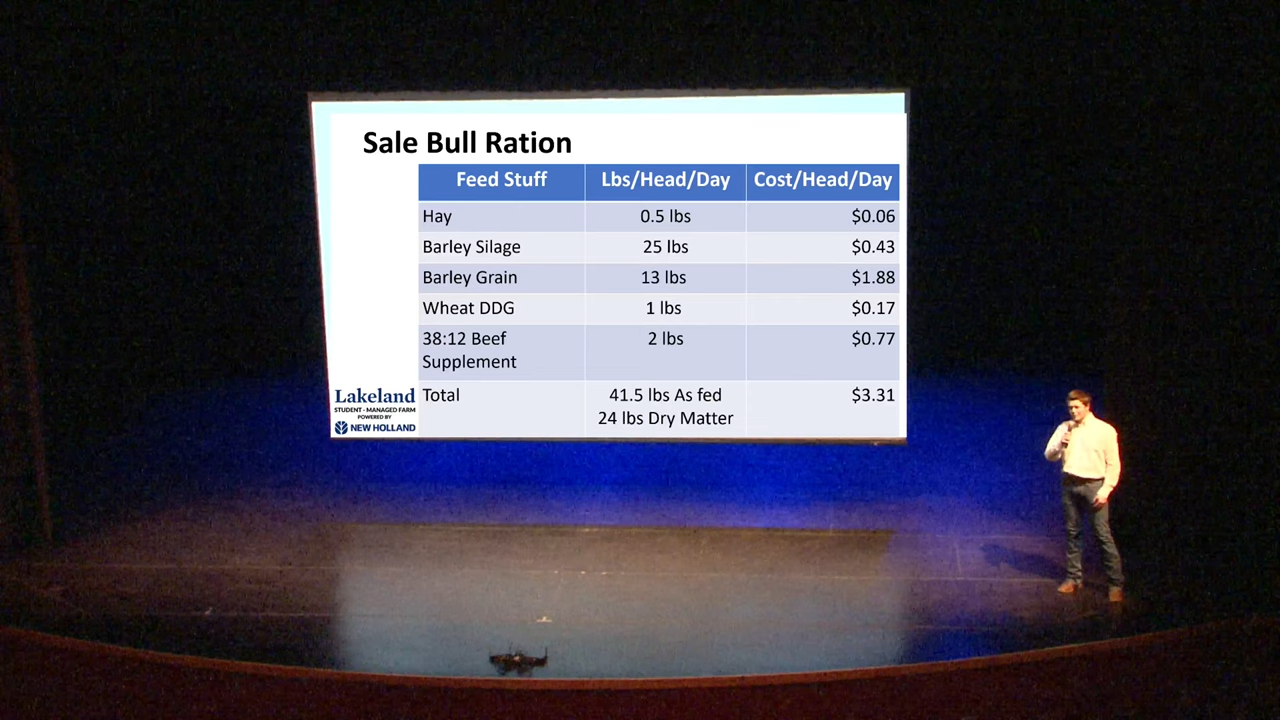 Sale Bull Ration
Feed Stuff Lbs/Head/Day Cost/Head/Day
Hay 0.5 lbs $0.06
Barley Silage 25 lbs $0.43
Barley Grain 13 lbs $1.88
Wheat DDG 1 lbs $0.17
38:12 Beef 2 lbs $0.77
Supplement
Total 41.5 lbs As fed $3.31
24 lbs Dry Matter
Lakeland
STUDENT - MANAGED FARM
POWERED BY
NEW HOLLAND